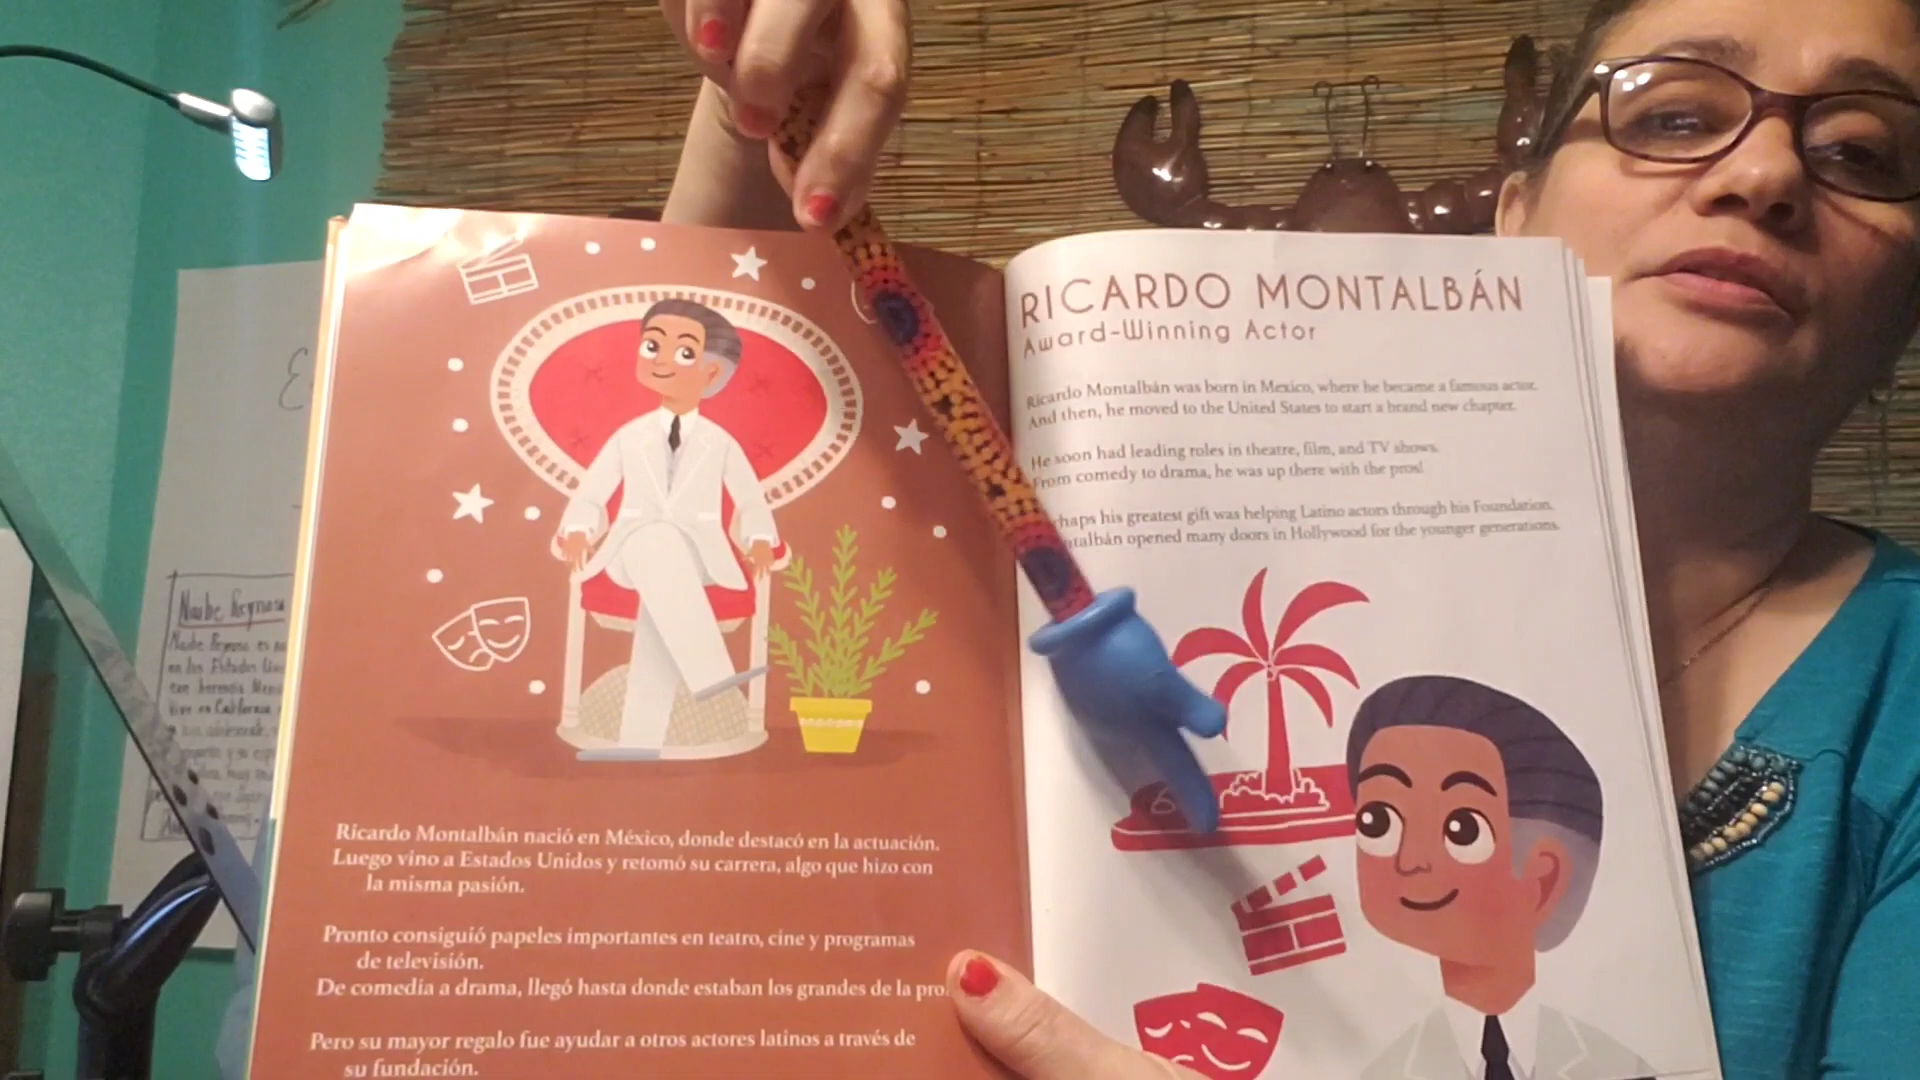 Ricardo Montalbán nació en México, donde destacó en la actuación.
Luego vino a Estados Unidos y retomó su carrera, algo que hizo con
la misma pasión.
Pronto consiguió papeles importantes en teatro, cine y programas
de televisión.
De comedia a drama, llegó hasta donde estaban los grandes de la
Pero su mayor regalo fue ayudar a otros actores latinos a través de
su fundación.
RICARDO MONTALBÁN
Award-Winning Actor
Ricardo Montalbán was born in Mexico, where he became a famous actor.
And then, he moved to the United States to start a brand new chapter.
He soon had leading roles in theatre, film, and TV shows.
From comedy to drama, he was up there with the pros!
his greatest gift was helping Latino actors through his Foundation.
opened many doors in Hollywood for the younger generations.
Naibe Reynoso
en los Estados